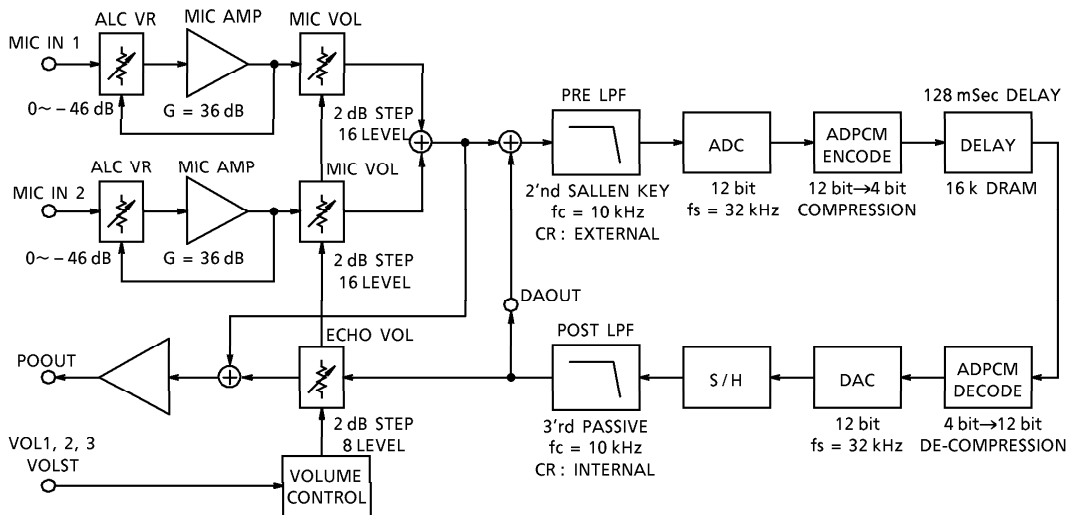 ALC VR
MIC AMP
MIC VOL
MIC IN 1
0~ – 46 dB
G = 36 dB
2 dB STEP
16 LEVEL
ALC VR
MIC AMP
MIC VOL
MIC IN 2
0~ – 46 dB
G = 36 dB
2 dB STEP
16 LEVEL
PRE LPF
2'nd SALLEN KEY
fc = 10 kHz
CR : EXTERNAL
ADC
12 bit
fs = 32 kHz
ADPCM
ENCODE
12 bit→4 bit
COMPRESSION
128 mSec DELAY
DELAY
16 k DRAM
DAOUT
ECHO VOL
POOUT
2 dB STEP
8 LEVEL
POST LPF
3'rd PASSIVE
fc = 10 kHz
CR : INTERNAL
S / H
DAC
12 bit
fs = 32 kHz
ADPCM
DECODE
4 bit→12 bit
DE-COMPRESSION
VOL1, 2, 3
VOLST
VOLUME
CONTROL